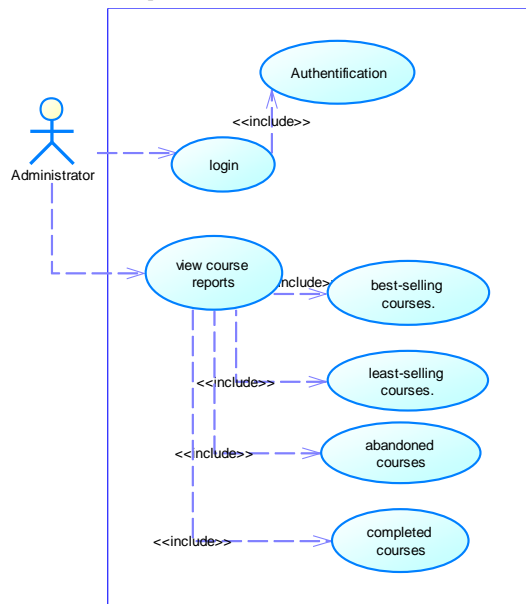 Authentification
<<include>>
login
Administrator
view course
reports
include>
best-selling
courses.
<<include>>
least-selling
courses.
<<include>>
abandoned
courses
<<include>>
completed
courses